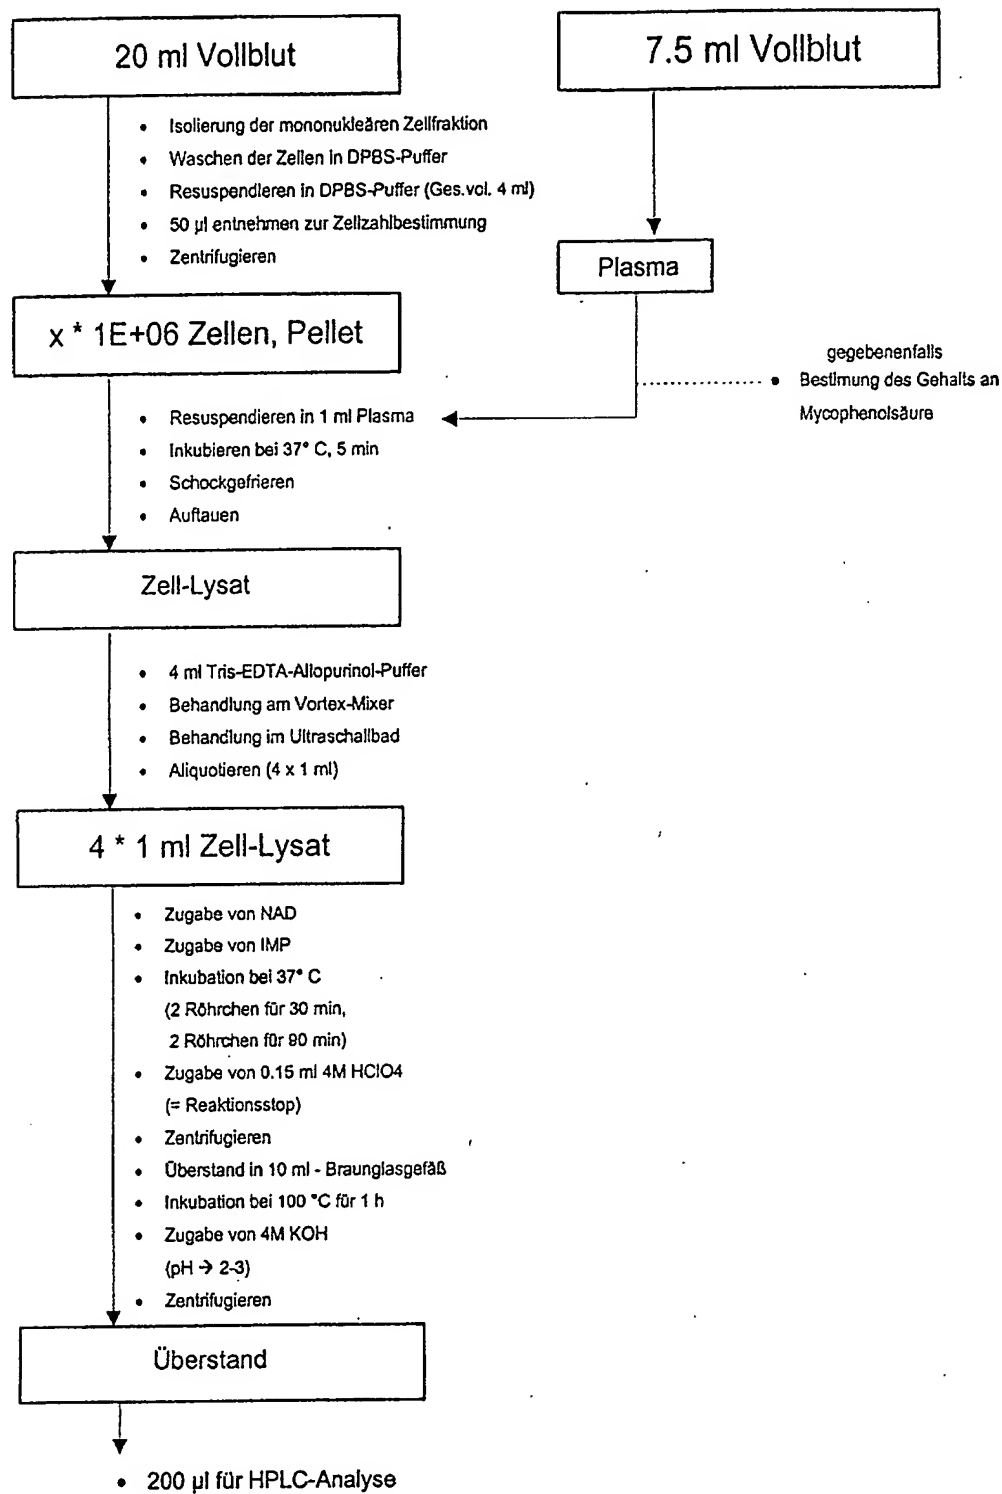 20 ml Vollblut
7.5 ml Vollblut
• Isolierung der mononukleären Zellfraktion
• Waschen der Zellen in DPBS-Puffer
• Resuspendieren in DPBS-Puffer (Ges.vol. 4 ml)
• 50 µl entnehmen zur Zellzahlbestimmung
• Zentrifugieren
Plasma
x * 1E+06 Zellen, Pellet
gegebenenfalls
• Bestimung des Gehalts an
Mycophenolsäure
• Resuspendieren in 1 ml Plasma
• Inkubieren bei 37° C, 5 min
• Schockgefrieren
• Auftauen
Zell-Lysat
• 4 ml Tris-EDTA-Allopurinol-Puffer
• Behandlung am Vortex-Mixer
• Behandlung im Ultraschallbad
• Aliquotieren (4 x 1 ml)
4 * 1 ml Zell-Lysat
• Zugabe von NAD
• Zugabe von IMP
• Inkubation bei 37° C
(2 Röhrchen für 30 min,
2 Röhrchen für 90 min)
• Zugabe von 0.15 ml 4M HClO4
(= Reaktionsstop)
• Zentrifugieren
• Überstand in 10 ml - Braunglasgefäß
• Inkubation bei 100 °C für 1 h
• Zugabe von 4M KOH
(pH → 2-3)
• Zentrifugieren
Überstand
• 200 µl für HPLC-Analyse